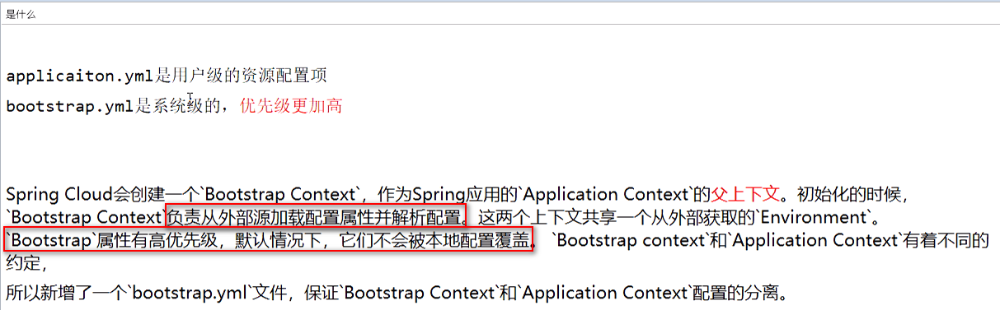 是什么
applicaiton.yml是用户级的资源配置项
bootstrap.yml是系统级的，优先级更加高
Spring Cloud会创建一个`Bootstrap Context`，作为Spring应用的`Application Context`的父上下文。初始化的时候，
`Bootstrap Context`负责从外部源加载配置属性并解析配置。这两个上下文共享一个从外部获取的`Environment`。
`Bootstrap`属性有高优先级，默认情况下，它们不会被本地配置覆盖。 `Bootstrap context`和`Application Context`有着不同的
约定，
所以新增了一个`bootstrap.yml`文件，保证`Bootstrap Context`和`Application Context`配置的分离。